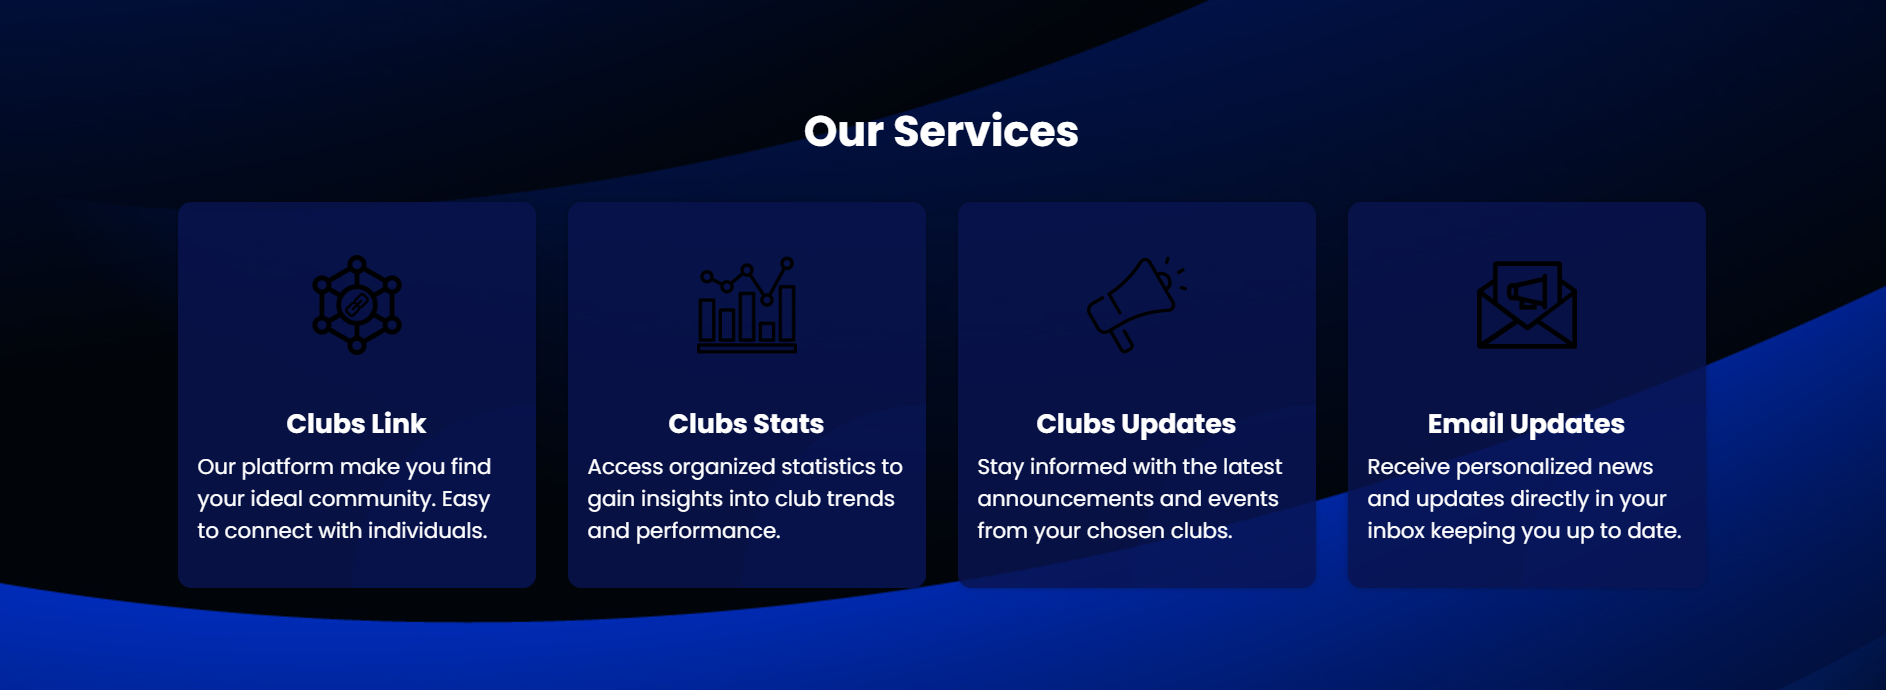 Our Services
Clubs Link
Our platform make you find
your ideal community. Easy
to connect with individuals.
Clubs Stats
Access organized statistics to
gain insights into club trends
and performance.
Clubs Updates
Stay informed with the latest
announcements and events
from your chosen clubs.
Email Updates
Receive personalized news
and updates directly in your
inbox keeping you up to date.